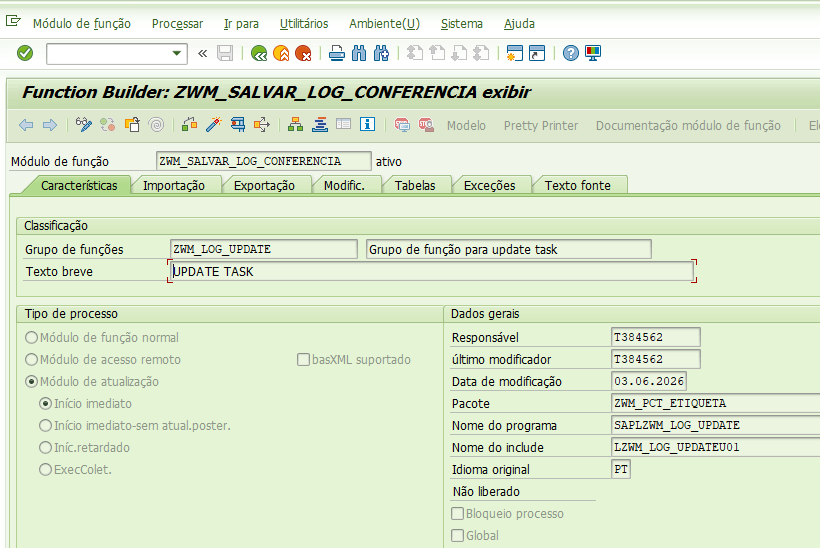 Módulo de função Processar Ir para Utilitários Ambiente(U) Sistema Ajuda
Function Builder: ZWM_SALVAR_LOG_CONFERENCIA exibir
Modelo Pretty Printer Documentação módulo de função
Módulo de função ZWM_SALVAR_LOG_CONFERENCIA ativo
Características Importação Exportação Modific. Tabelas Exceções Texto fonte
Classificação
Grupo de funções ZWM_LOG_UPDATE Grupo de função para update task
Texto breve UPDATE TASK
Tipo de processo
Módulo de função normal
Módulo de acesso remoto basXML suportado
Módulo de atualização
Início imediato
Início imediato-sem atual.poster.
Iníc.retardado
ExecColet.
Dados gerais
Responsável T384562
último modificador T384562
Data de modificação 03.06.2026
Pacote ZWM_PCT_ETIQUETA
Nome do programa SAPLZWM_LOG_UPDATE
Nome do include LZWM_LOG_UPDATEU01
Idioma original PT
Não liberado
Bloqueio processo
Global